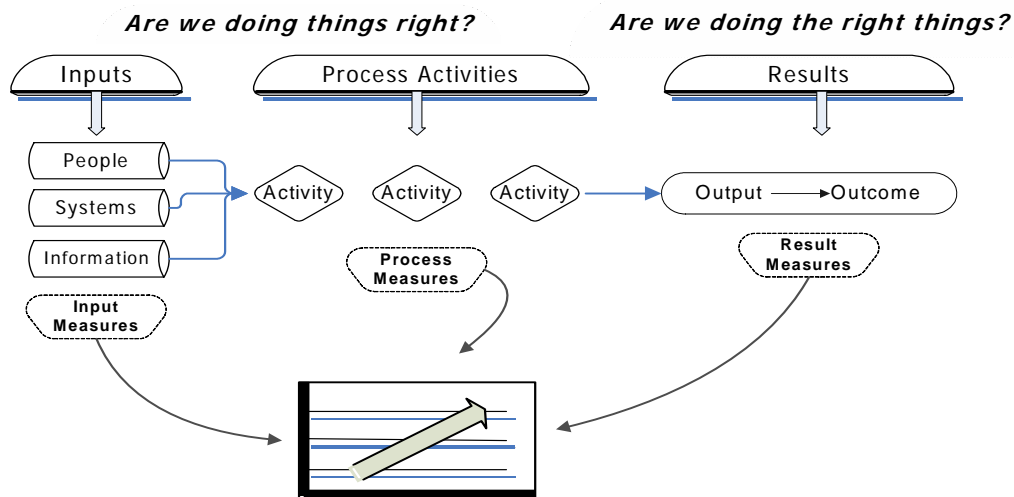 Are we doing things right?
Are we doing the right things?
Inputs
Process Activities
Results
People
Systems
Information
Activity
Activity
Activity
Output
Outcome
Input
Measures
Process
Measures
Result
Measures